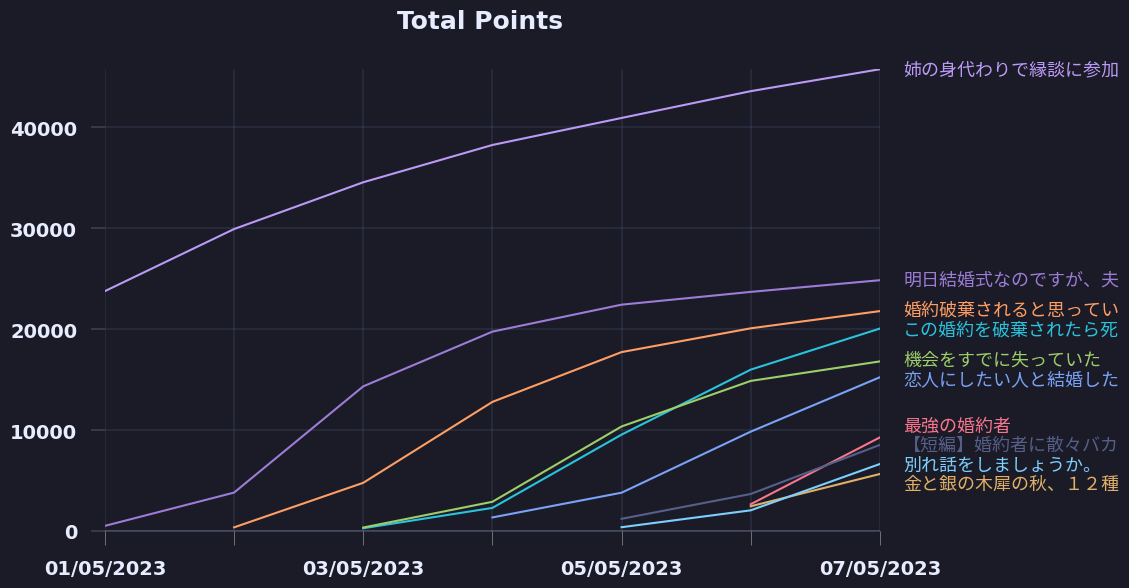 Total Points
40000
30000
20000
10000
0
01/05/2023
03/05/2023
05/05/2023
07/05/2023
姉の身代わりで縁談に参加
明日結婚式なのですが、夫
婚約破棄されると思ってい
この婚約を破棄されたら死
機会をすでに失っていた
恋人にしたい人と結婚した
最強の婚約者
【短編】婚約者に散々バカ
別れ話をしましょうか。
金と銀の木犀の秋、１２種